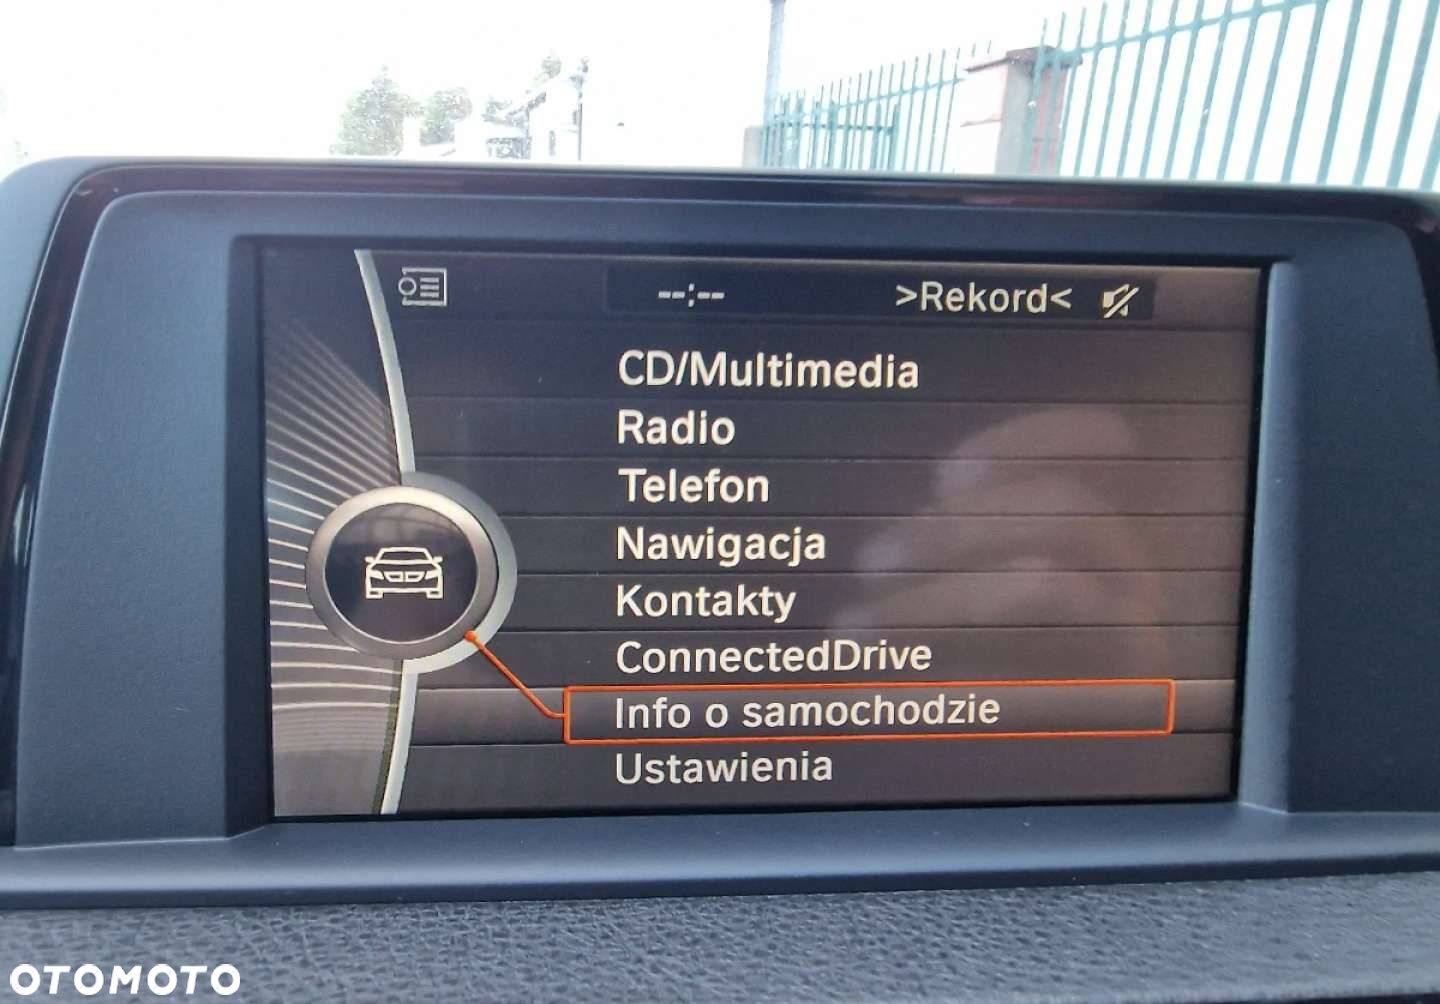 --:--
>Rekord<
CD/Multimedia
Radio
Telefon
Nawigacja
Kontakty
ConnectedDrive
Info o samochodzie
Ustawienia
OTOMOTO